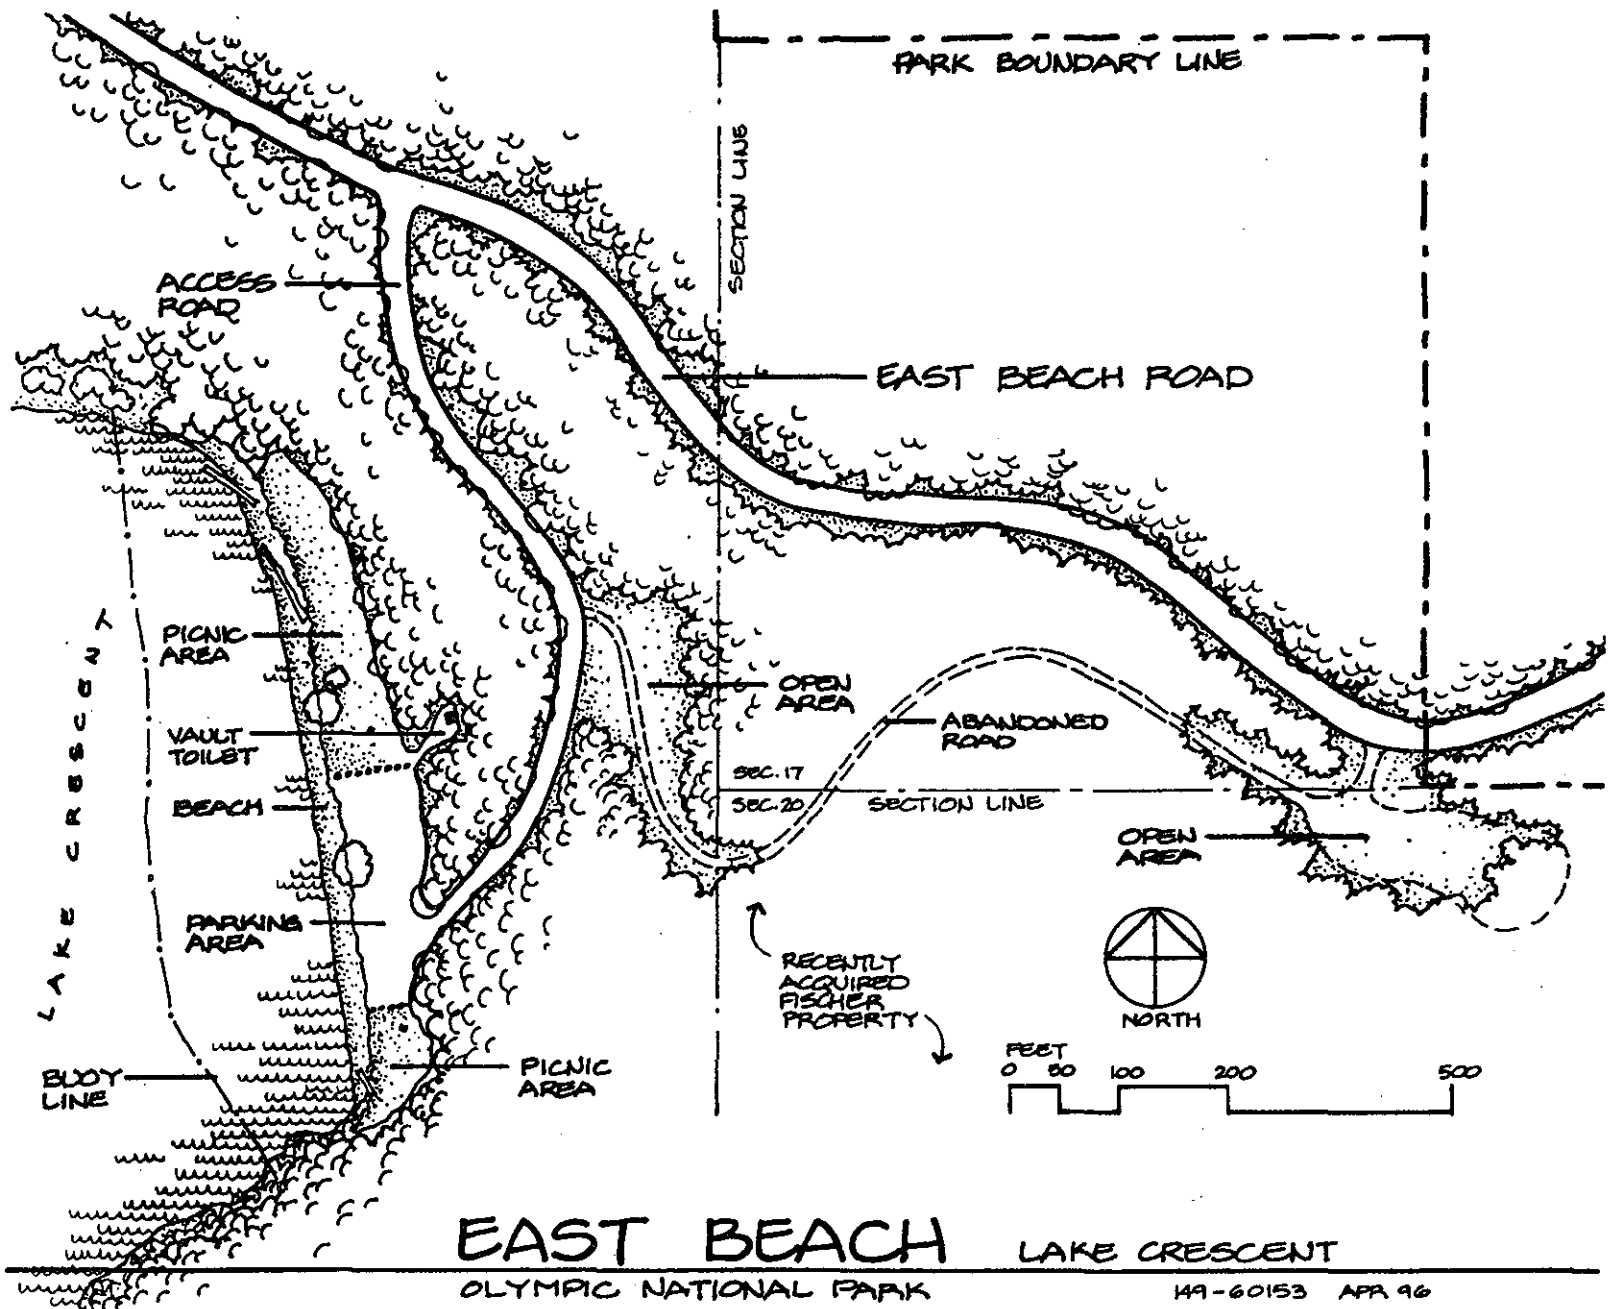 PARK BOUNDARY LINE
SECTION LINE
ACCESS
ROAD
EAST BEACH ROAD
LAKE CRESCENT
PICNIC
AREA
OPEN
AREA
ABANDONED
ROAD
VAULT
TOILET
SEC. 17
SEC. 20
SECTION LINE
BEACH
OPEN
AREA
PARKING
AREA
RECENTLY
ACQUIRED
FISCHER
PROPERTY
NORTH
BUOY
LINE
PICNIC
AREA
FEET
0 50 100 200 500
EAST BEACH LAKE CRESCENT
OLYMPIC NATIONAL PARK 149-60153 APR 96